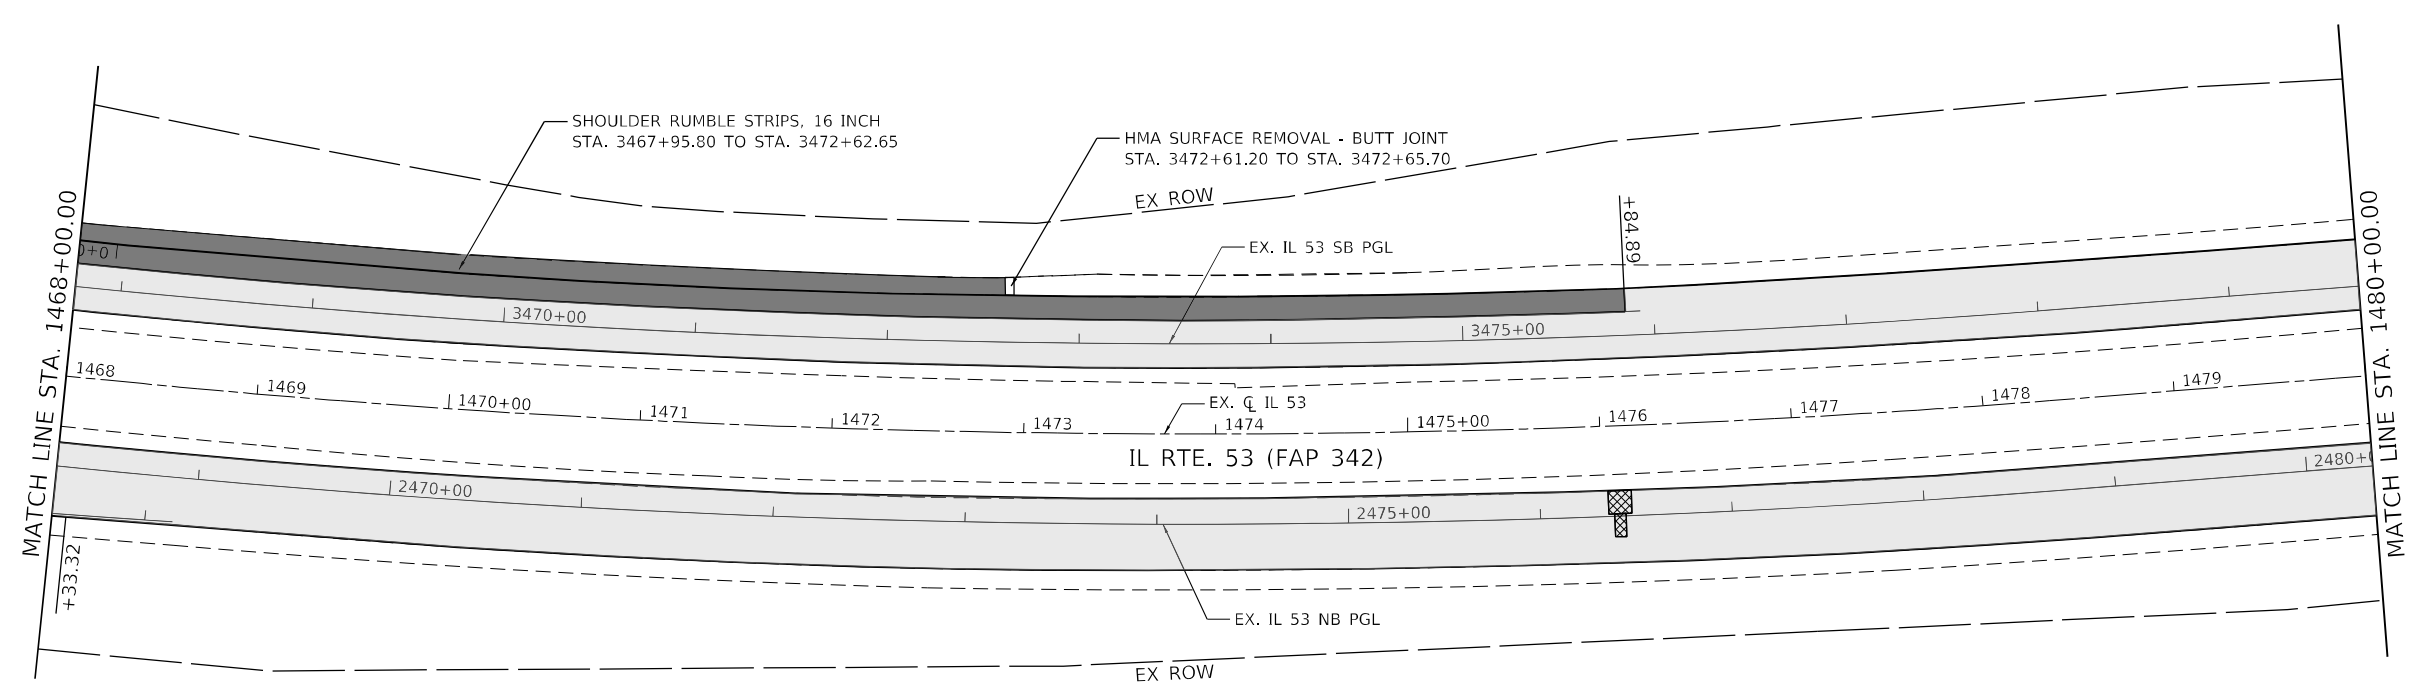 SHOULDER RUMBLE STRIPS, 16 INCH
STA. 3467+95.80 TO STA. 3472+62.65
HMA SURFACE REMOVAL - BUTT JOINT
STA. 3472+61.20 TO STA. 3472+65.70
EX ROW
+84.89
EX. IL 53 SB PGL
MATCH LINE STA. 1468+00.00
MATCH LINE STA. 1480+00.00
3470+00
3475+00
1468
1469
1470+00
1471
1472
1473
1474
1475+00
1476
1477
1478
1479
EX. ℄ IL 53
IL RTE. 53 (FAP 342)
2470+00
2475+00
2480+
+33.32
EX. IL 53 NB PGL
EX ROW